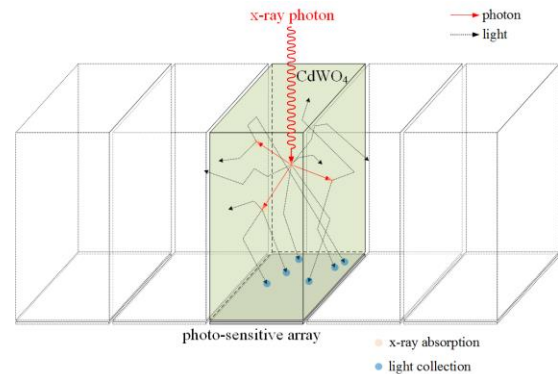 x-ray photon
photon
light
CdWO₄
photo-sensitive array
x-ray absorption
light collection